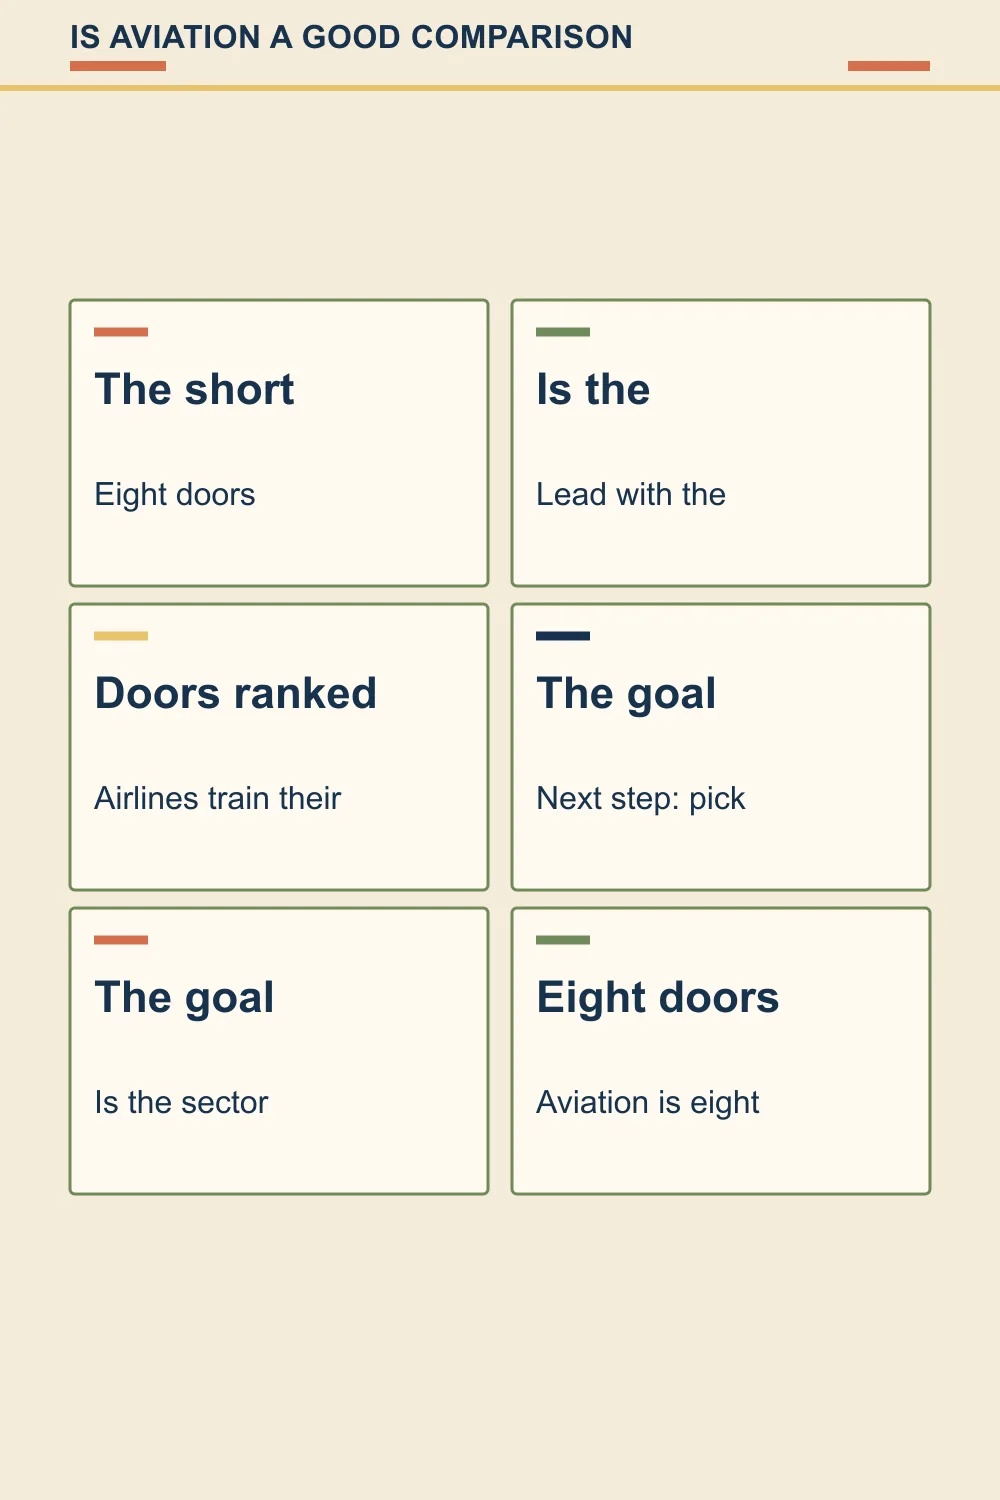 IS AVIATION A GOOD COMPARISON
The short
Eight doors
Is the
Lead with the
Doors ranked
Airlines train their
The goal
Next step: pick
The goal
Is the sector
Eight doors
Aviation is eight